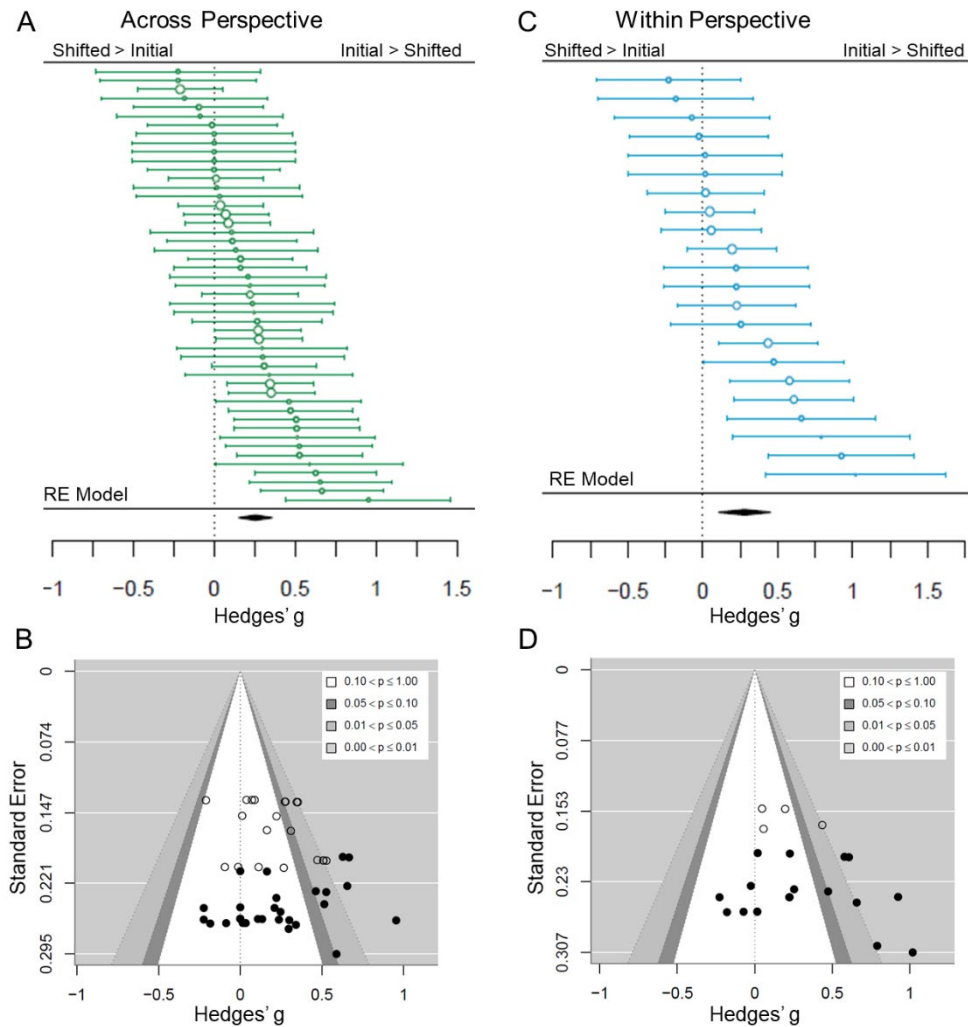 A
Across Perspective
Shifted > Initial
Initial > Shifted
RE Model
−1
−0.5
0
0.5
1
1.5
Hedges' g
C
Within Perspective
Shifted > Initial
Initial > Shifted
RE Model
−1
−0.5
0
0.5
1
1.5
Hedges' g
B
0.10 < p ≤ 1.00
0.05 < p ≤ 0.10
0.01 < p ≤ 0.05
0.00 < p ≤ 0.01
Standard Error
0
0.074
0.147
0.221
0.295
−1
−0.5
0
0.5
1
Hedges' g
D
0.10 < p ≤ 1.00
0.05 < p ≤ 0.10
0.01 < p ≤ 0.05
0.00 < p ≤ 0.01
Standard Error
0
0.077
0.153
0.23
0.307
−1
−0.5
0
0.5
1
Hedges' g